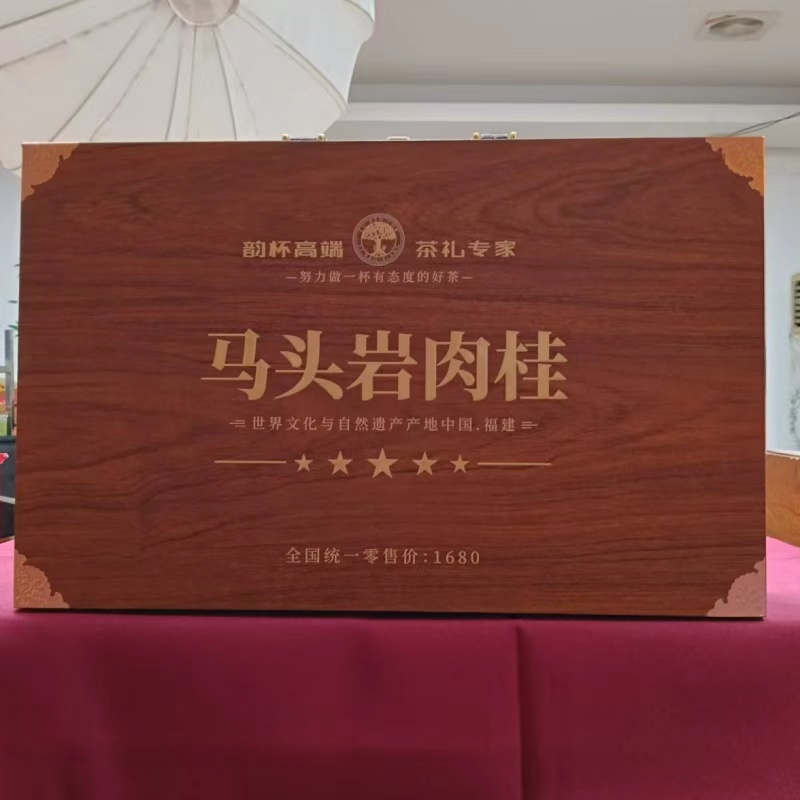 韵杯高端 茶礼专家
—努力做一杯有态度的好茶—
马头岩肉桂
世界文化与自然遗产产地中国.福建
全国统一零售价:1680